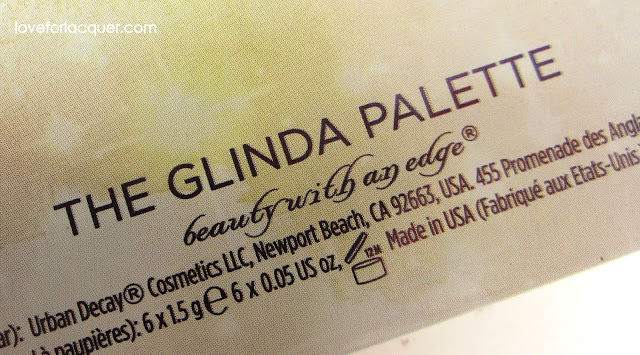 loveforlacquer.com
THE GLINDA PALETTE
beauty with an edge®
Urban Decay® Cosmetics LLC, Newport Beach, CA 92663, USA. 455 Promenade des
à paupières): 6 x 1.5 g ℮ 6 x 0.05 US oz, 12M Made in USA (Fabriqué aux Etats-Unis